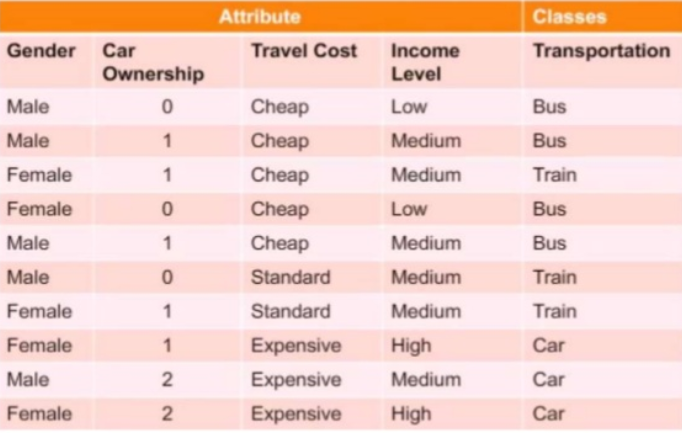 Attribute Classes
Gender Car Ownership Travel Cost Income Level Transportation
Male 0 Cheap Low Bus
Male 1 Cheap Medium Bus
Female 1 Cheap Medium Train
Female 0 Cheap Low Bus
Male 1 Cheap Medium Bus
Male 0 Standard Medium Train
Female 1 Standard Medium Train
Female 1 Expensive High Car
Male 2 Expensive Medium Car
Female 2 Expensive High Car